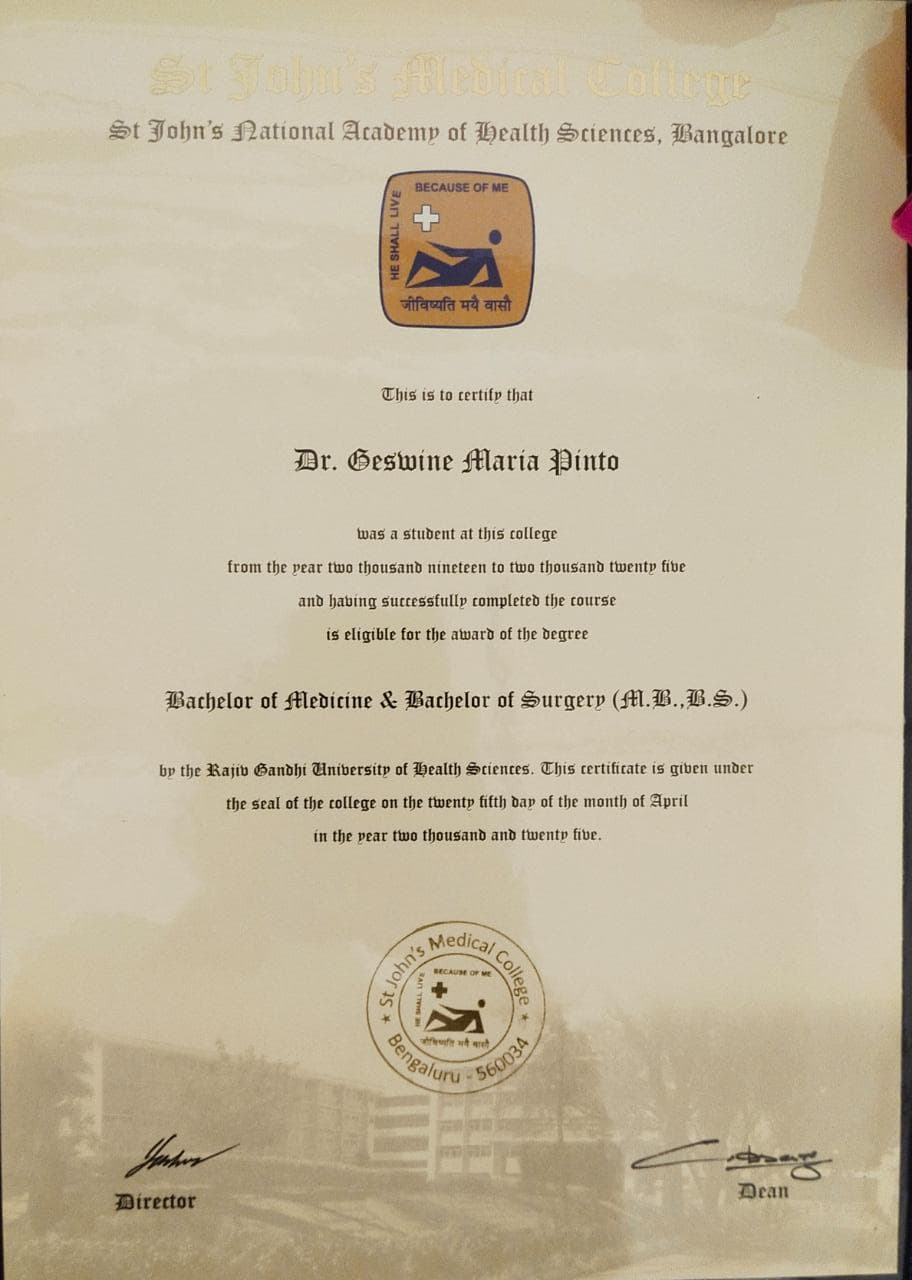 St John's Medical College
St John's National Academy of Health Sciences, Bangalore
BECAUSE OF ME
HE SHALL LIVE
जीविष्यति मयै वासौ
This is to certify that
Dr. Geswine Maria Pinto
was a student at this college
from the year two thousand nineteen to two thousand twenty five
and having successfully completed the course
is eligible for the award of the degree
Bachelor of Medicine & Bachelor of Surgery (M.B.,B.S.)
by the Rajiv Gandhi University of Health Sciences. This certificate is given under
the seal of the college on the twenty fifth day of the month of April
in the year two thousand and twenty five.
St John's Medical College
BECAUSE OF ME
HE SHALL LIVE
जीविष्यति मयै वासौ
Bengaluru - 560034
Director
Dean